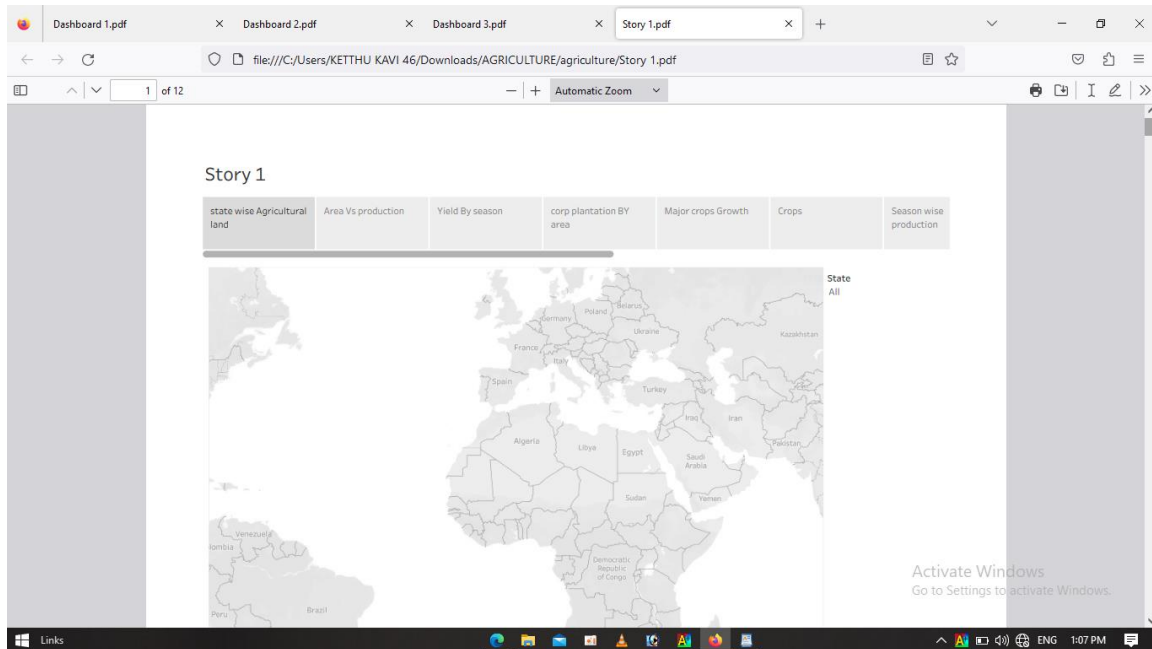 Dashboard 1.pdf
Dashboard 2.pdf
Dashboard 3.pdf
Story 1.pdf
file:///C:/Users/KETTHU KAVI 46/Downloads/AGRICULTURE/agriculture/Story 1.pdf
1 of 12
Automatic Zoom
Story 1
state wise Agricultural
land
Area Vs production
Yield By season
corp plantation BY
area
Major crops Growth
Crops
Season wise
production
State
All
Belarus
Poland
Germany
Ukraine
Kazakhstan
France
Italy
Spain
Turkey
Iraq
Iran
Pakistan
Algeria
Libya
Egypt
Saudi
Arabia
Sudan
Yemen
Venezuela
lombia
Democratic
Republic
of Congo
Peru
Brazil
Activate Windows
Go to Settings to activate Windows.
Links
ENG
1:07 PM